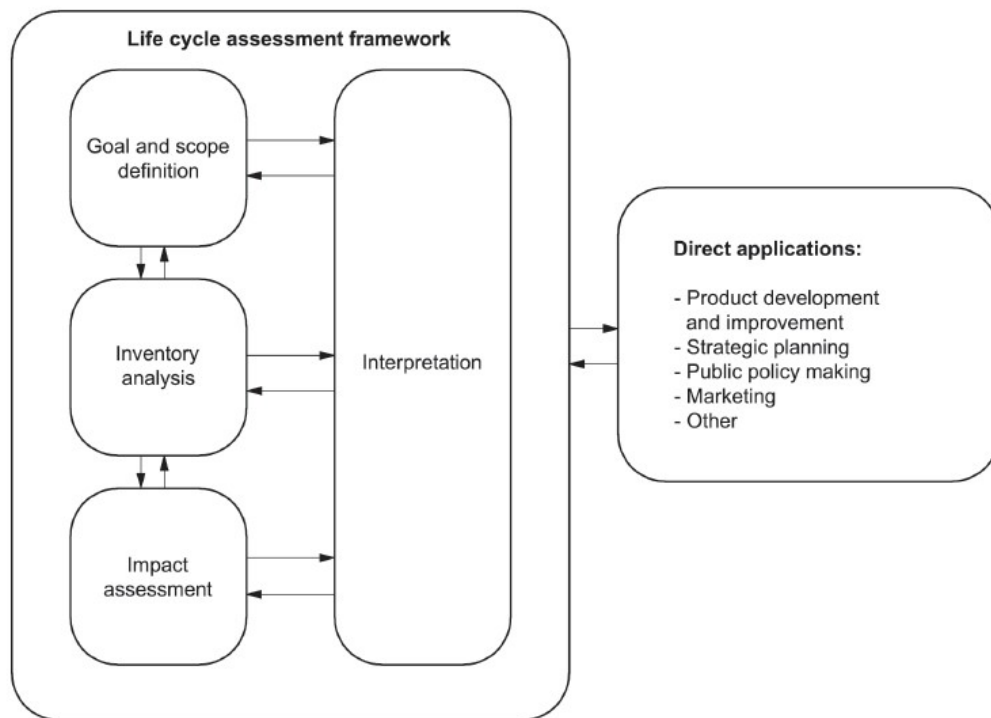 Life cycle assessment framework
Goal and scope
definition
Inventory
analysis
Impact
assessment
Interpretation
Direct applications:
- Product development
and improvement
- Strategic planning
- Public policy making
- Marketing
- Other